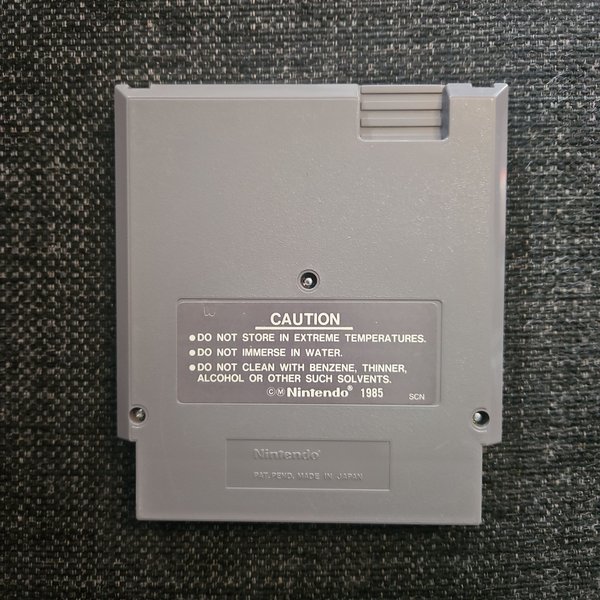 CAUTION
●DO NOT STORE IN EXTREME TEMPERATURES.
●DO NOT IMMERSE IN WATER.
●DO NOT CLEAN WITH BENZENE, THINNER,
ALCOHOL OR OTHER SUCH SOLVENTS.
©Ⓜ Nintendo® 1985 SCN
Nintendo®
PAT. PEND. MADE IN JAPAN